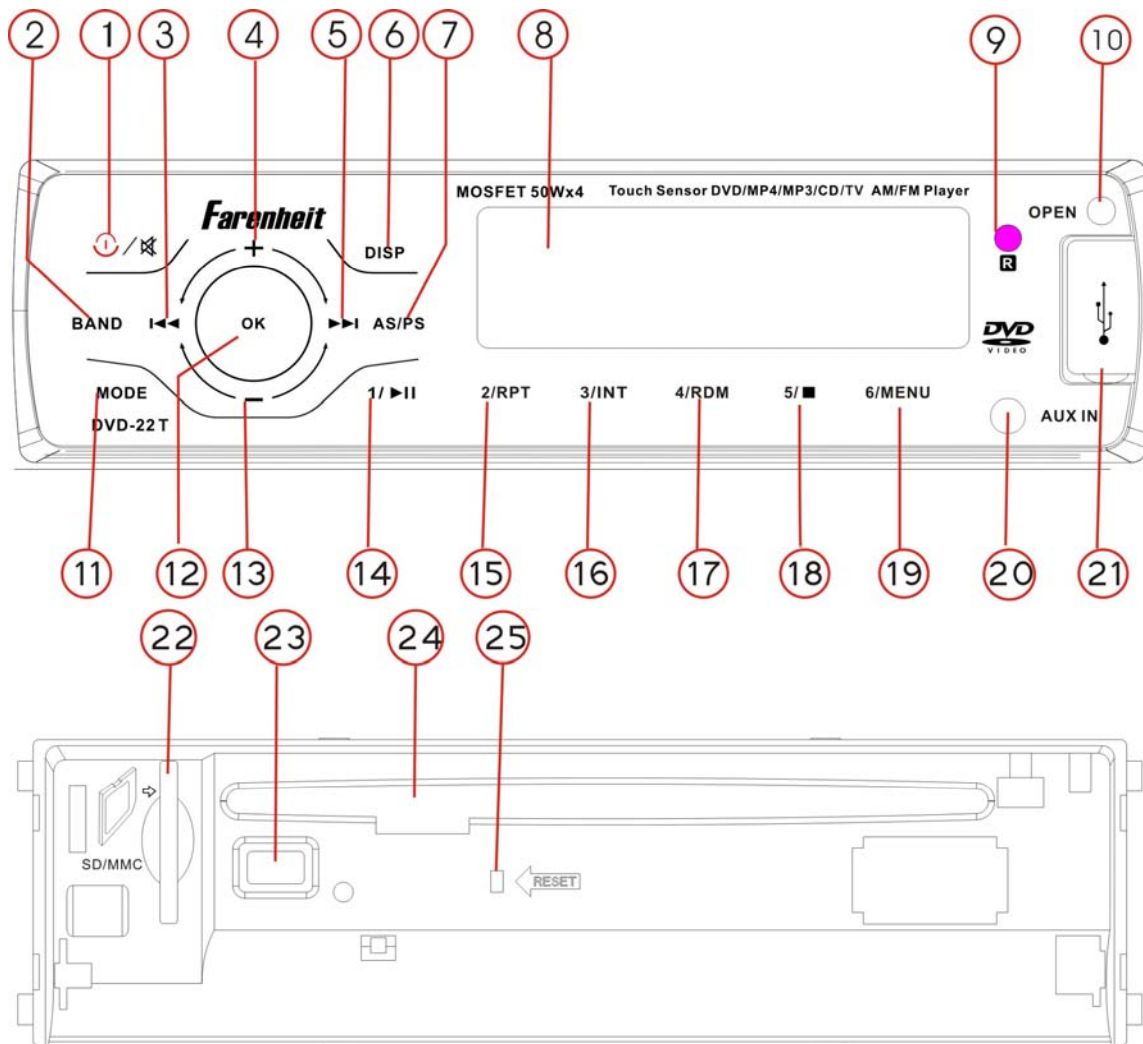 2 1 3 4 5 6 7 8 9 10
MOSFET 50Wx4 Touch Sensor DVD/MP4/MP3/CD/TV AM/FM Player
Farenheit
OPEN
+ DISP
R
BAND OK AS/PS
DVD
VIDEO
MODE − 1/ 2/RPT 3/INT 4/RDM 5/ 6/MENU
DVD-22T AUX IN
11 12 13 14 15 16 17 18 19 20 21
22 23 24 25
SD/MMC
RESET